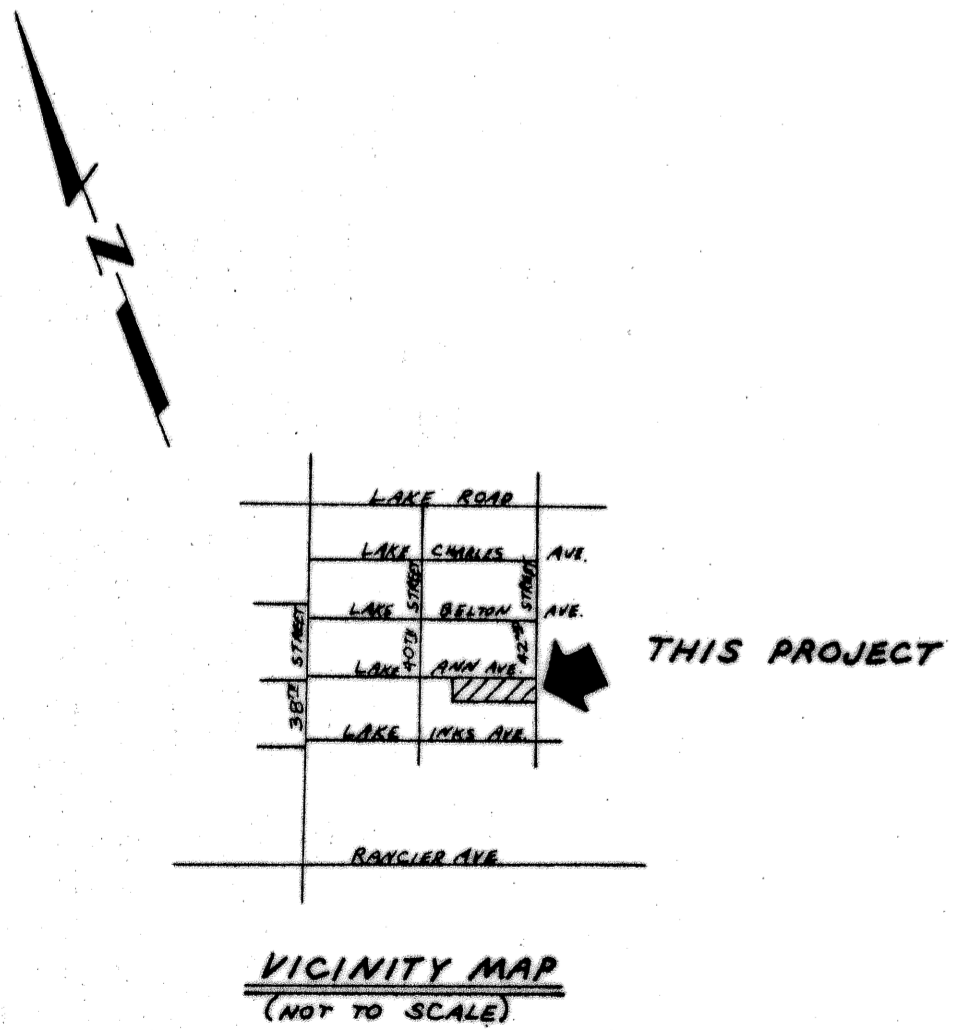 N
LAKE ROAD
LAKE CHARLES AVE.
LAKE BELTON AVE.
LAKE ANN AVE.
LAKE INKS AVE.
38TH STREET
40TH STREET
42ND STREET
THIS PROJECT
RANCIER AVE
VICINITY MAP
(NOT TO SCALE)